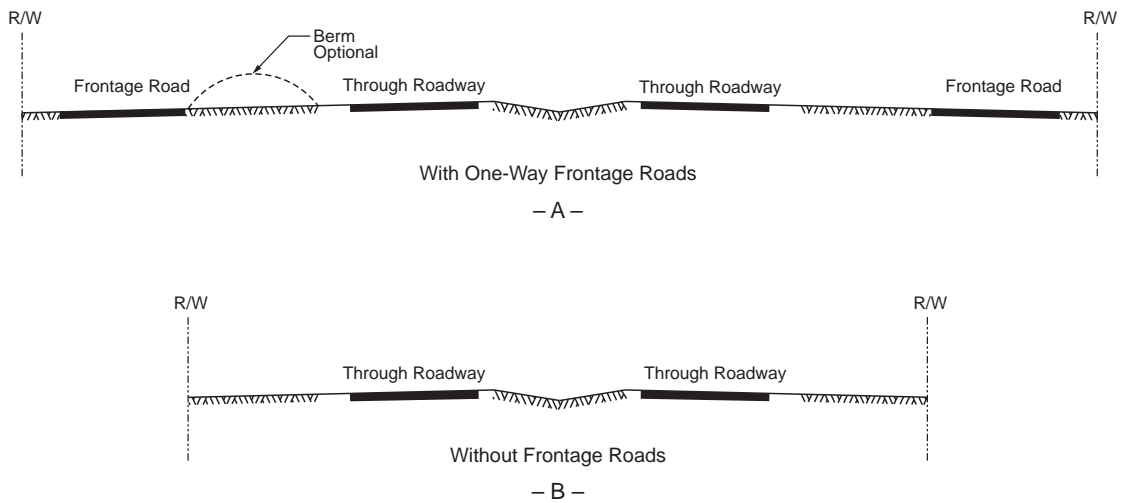 R/W
R/W
Berm
Optional
Frontage Road
Through Roadway
Through Roadway
Frontage Road
With One-Way Frontage Roads
– A –
R/W
R/W
Through Roadway
Through Roadway
Without Frontage Roads
– B –